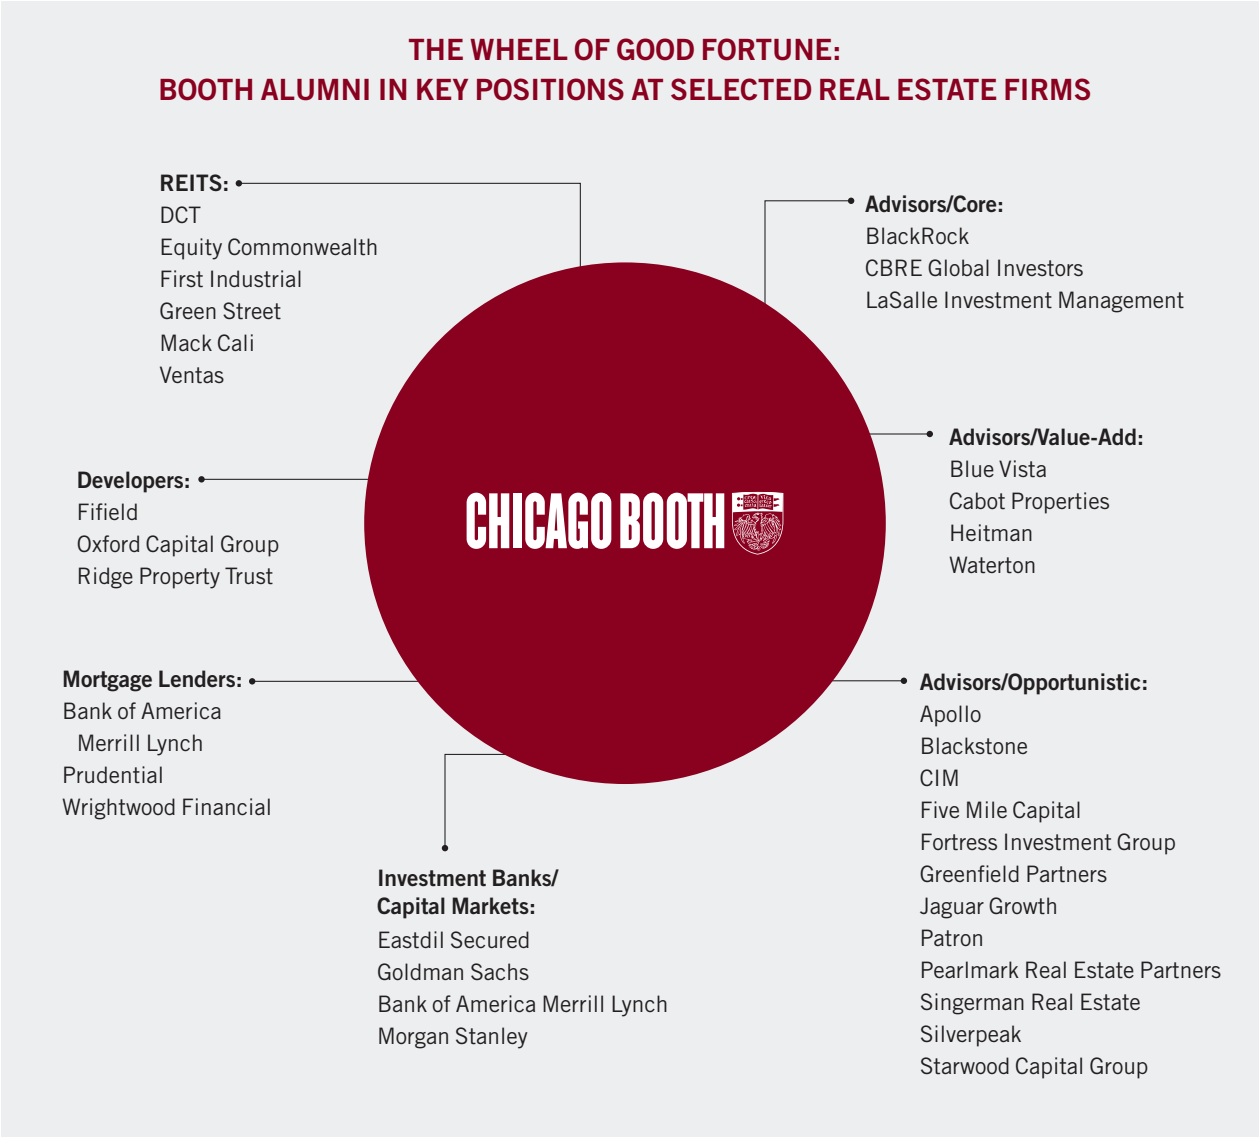 THE WHEEL OF GOOD FORTUNE:
BOOTH ALUMNI IN KEY POSITIONS AT SELECTED REAL ESTATE FIRMS
REITS:
DCT
Equity Commonwealth
First Industrial
Green Street
Mack Cali
Ventas
Advisors/Core:
BlackRock
CBRE Global Investors
LaSalle Investment Management
Developers:
Fifield
Oxford Capital Group
Ridge Property Trust
CHICAGO BOOTH
Advisors/Value-Add:
Blue Vista
Cabot Properties
Heitman
Waterton
Mortgage Lenders:
Bank of America
Merrill Lynch
Prudential
Wrightwood Financial
Investment Banks/
Capital Markets:
Eastdil Secured
Goldman Sachs
Bank of America Merrill Lynch
Morgan Stanley
Advisors/Opportunistic:
Apollo
Blackstone
CIM
Five Mile Capital
Fortress Investment Group
Greenfield Partners
Jaguar Growth
Patron
Pearlmark Real Estate Partners
Singerman Real Estate
Silverpeak
Starwood Capital Group